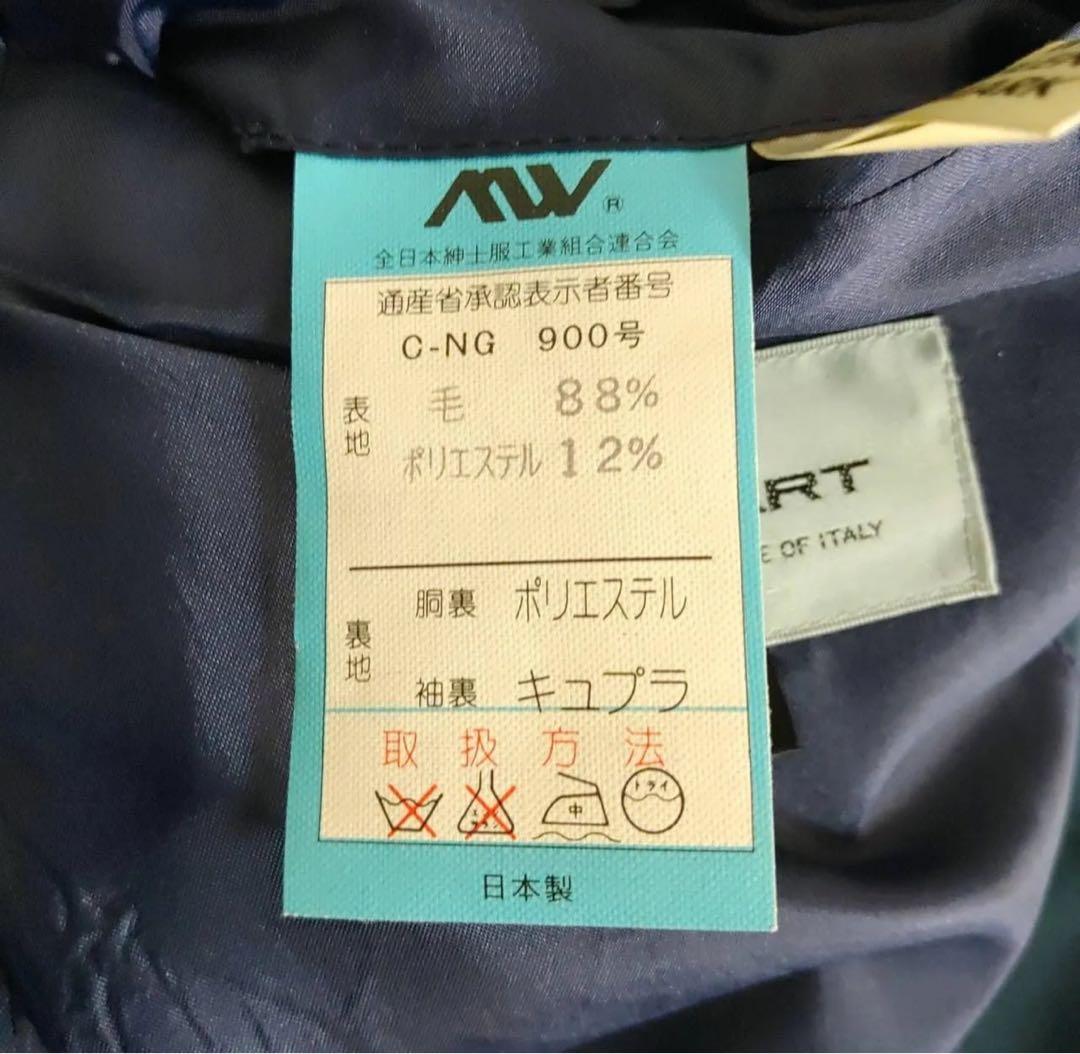 MW®
全日本紳士服工業組合連合会
通産省承認表示者番号
C-NG 900号
表地
毛 88%
ポリエステル 12%
裏地
胴裏 ポリエステル
袖裏 キュプラ
取扱方法
中
ドライ
日本製
OF ITALY